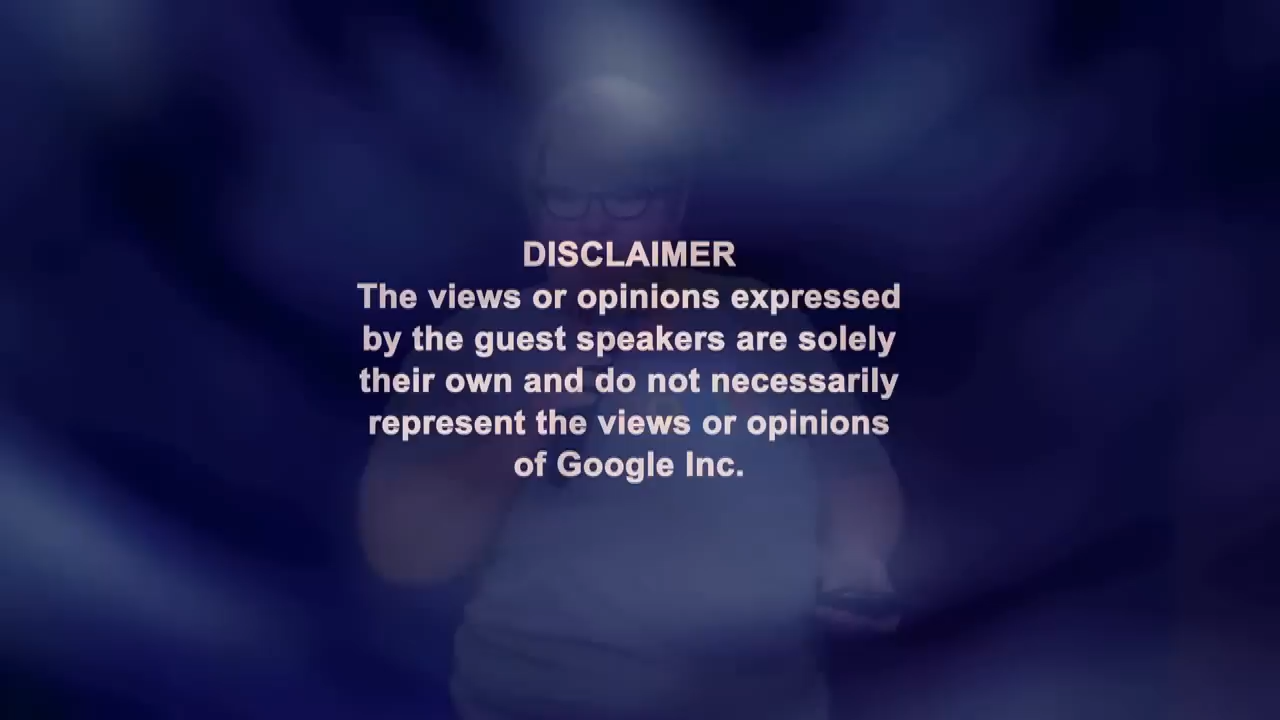 DISCLAIMER
The views or opinions expressed
by the guest speakers are solely
their own and do not necessarily
represent the views or opinions
of Google Inc.